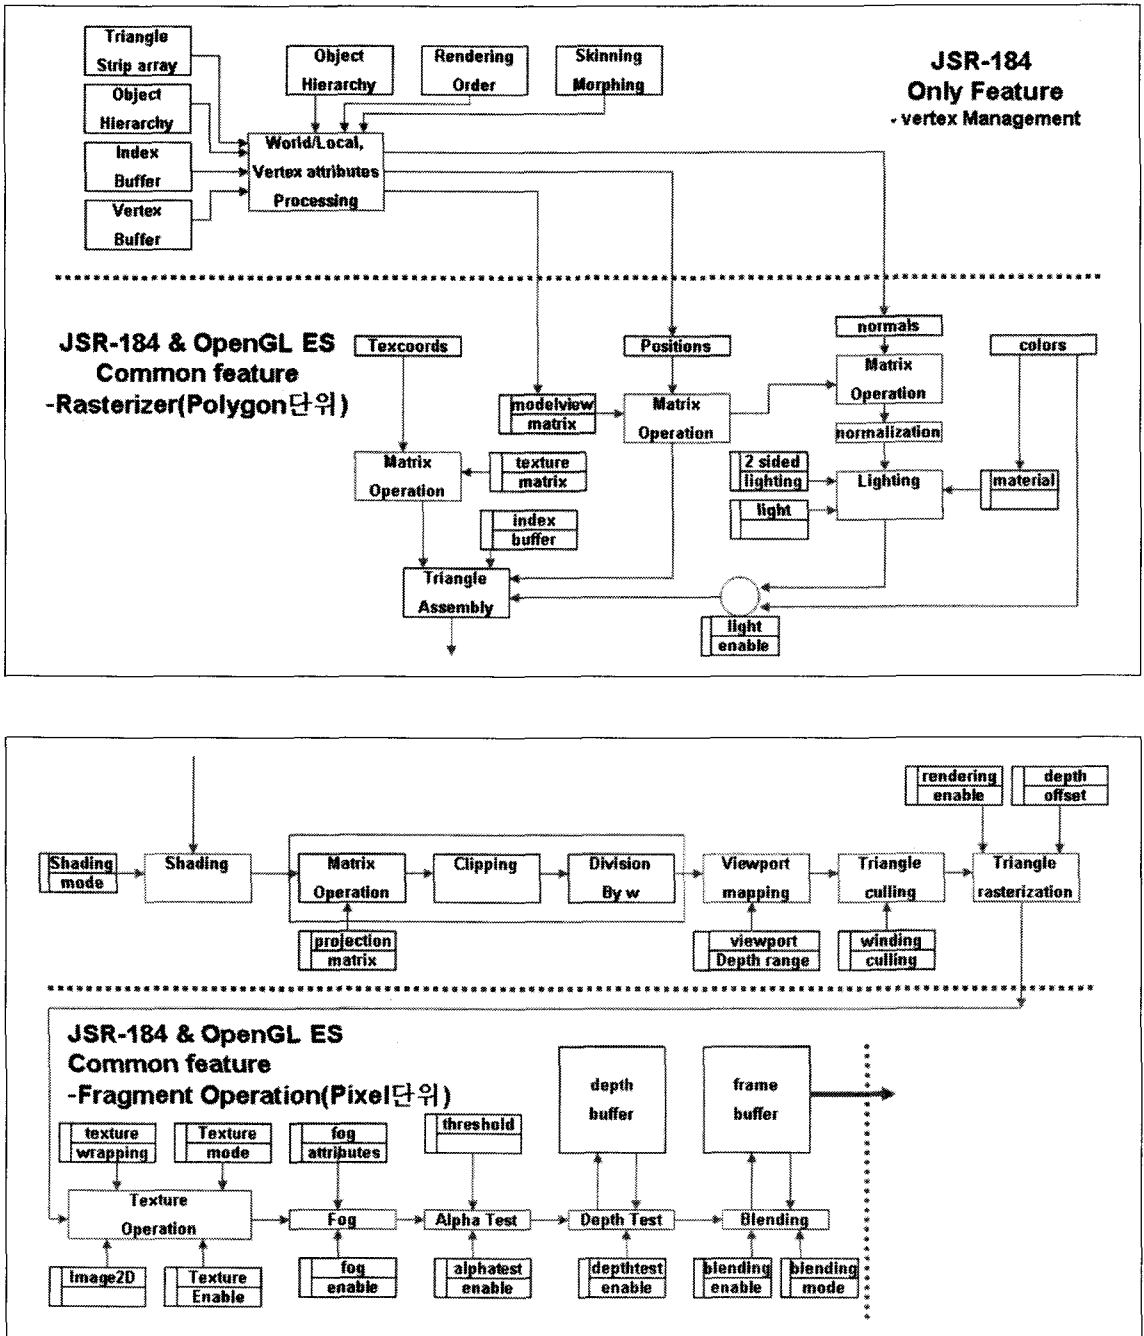 Triangle
Strip array
Object
Hierarchy
Index
Buffer
Vertex
Buffer
Object
Hierarchy
Rendering
Order
Skinning
Morphing
World/Local,
Vertex attributes
Processing
JSR-184
Only Feature
- vertex Management
JSR-184 & OpenGL ES
Common feature
-Rasterizer(Polygon단위)
Texcoords
Positions
normals
colors
modelview
matrix
Matrix
Operation
Matrix
Operation
normalization
Matrix
Operation
texture
matrix
2 sided
lighting
light
Lighting
material
index
buffer
Triangle
Assembly
light
enable
rendering
enable
depth
offset
Shading
mode
Shading
Matrix
Operation
Clipping
Division
By w
Viewport
mapping
Triangle
culling
Triangle
rasterization
projection
matrix
viewport
Depth range
winding
culling
JSR-184 & OpenGL ES
Common feature
-Fragment Operation(Pixel단위)
depth
buffer
frame
buffer
texture
wrapping
Texture
mode
fog
attributes
threshold
Texture
Operation
Fog
Alpha Test
Depth Test
Blending
Image2D
Texture
Enable
fog
enable
alphatest
enable
depthtest
enable
blending
enable
blending
mode